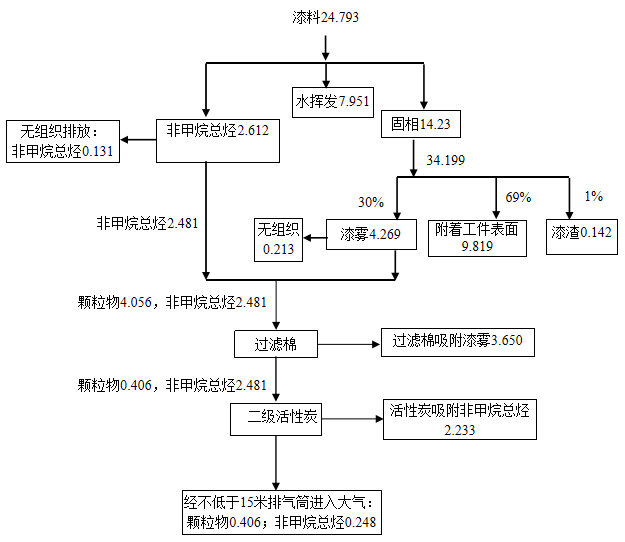 漆料24.793
水挥发7.951
无组织排放：
非甲烷总烃0.131
非甲烷总烃2.612
固相14.23
34.199
非甲烷总烃2.481
30%
69%
1%
无组织
0.213
漆雾4.269
附着工件表面
9.819
漆渣0.142
颗粒物4.056，非甲烷总烃2.481
过滤棉
过滤棉吸附漆雾3.650
颗粒物0.406，非甲烷总烃2.481
二级活性炭
活性炭吸附非甲烷总烃
2.233
经不低于15米排气筒进入大气：
颗粒物0.406；非甲烷总烃0.248